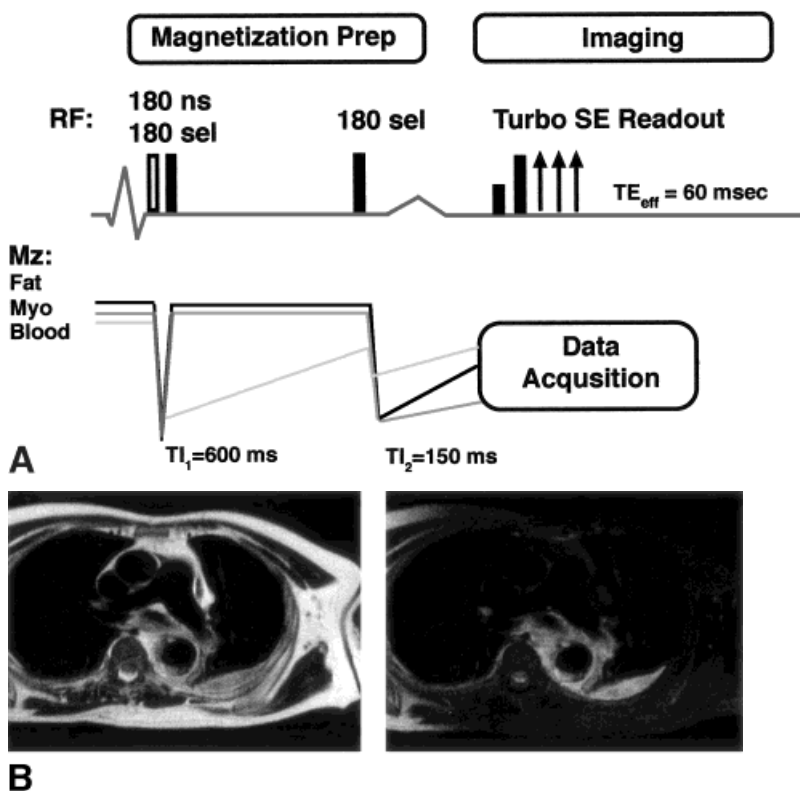 Magnetization Prep
Imaging
RF:
180 ns
180 sel
180 sel
Turbo SE Readout
TEeff = 60 msec
Mz:
Fat
Myo
Blood
Data
Acqusition
TI1=600 ms
TI2=150 ms
A
B